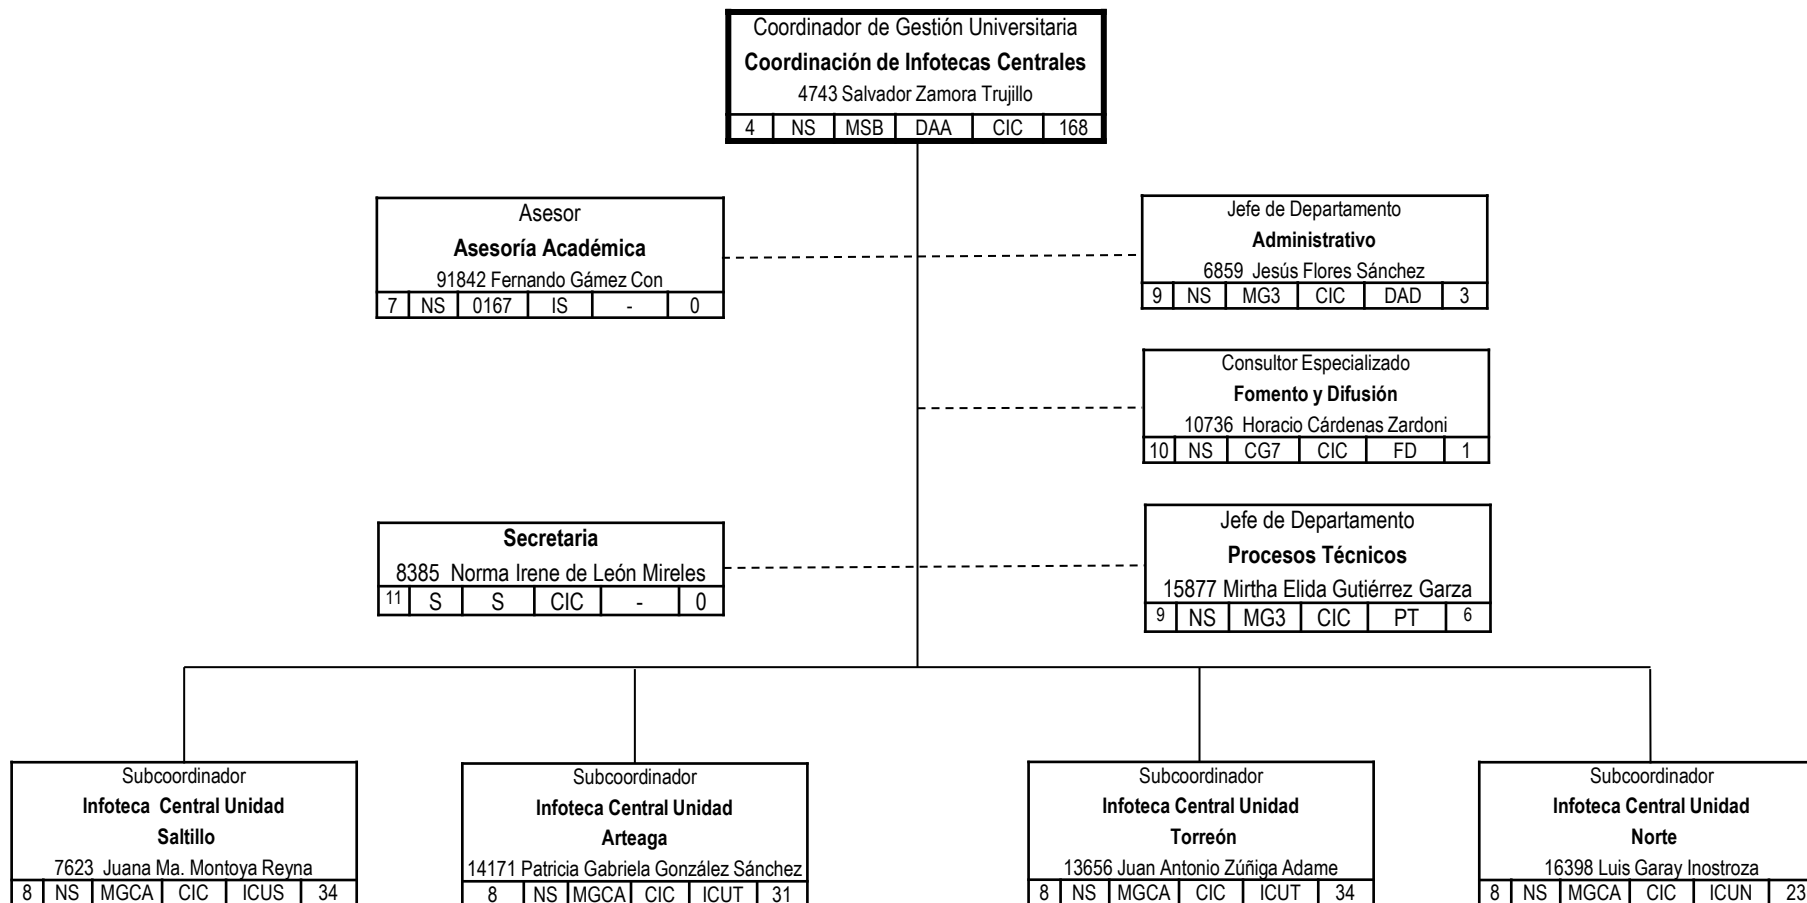 Coordinador de Gestión Universitaria
Coordinación de Infotecas Centrales
4743 Salvador Zamora Trujillo
4 NS MSB DAA CIC 168
Asesor
Asesoría Académica
91842 Fernando Gámez Con
7 NS 0167 IS - 0
Jefe de Departamento
Administrativo
6859 Jesús Flores Sánchez
9 NS MG3 CIC DAD 3
Consultor Especializado
Fomento y Difusión
10736 Horacio Cárdenas Zardoni
10 NS CG7 CIC FD 1
Secretaria
8385 Norma Irene de León Mireles
11 S S CIC - 0
Jefe de Departamento
Procesos Técnicos
15877 Mirtha Elida Gutiérrez Garza
9 NS MG3 CIC PT 6
Subcoordinador
Infoteca Central Unidad
Saltillo
7623 Juana Ma. Montoya Reyna
8 NS MGCA CIC ICUS 34
Subcoordinador
Infoteca Central Unidad
Arteaga
14171 Patricia Gabriela González Sánchez
8 NS MGCA CIC ICUT 31
Subcoordinador
Infoteca Central Unidad
Torreón
13656 Juan Antonio Zúñiga Adame
8 NS MGCA CIC ICUT 34
Subcoordinador
Infoteca Central Unidad
Norte
16398 Luis Garay Inostroza
8 NS MGCA CIC ICUN 23